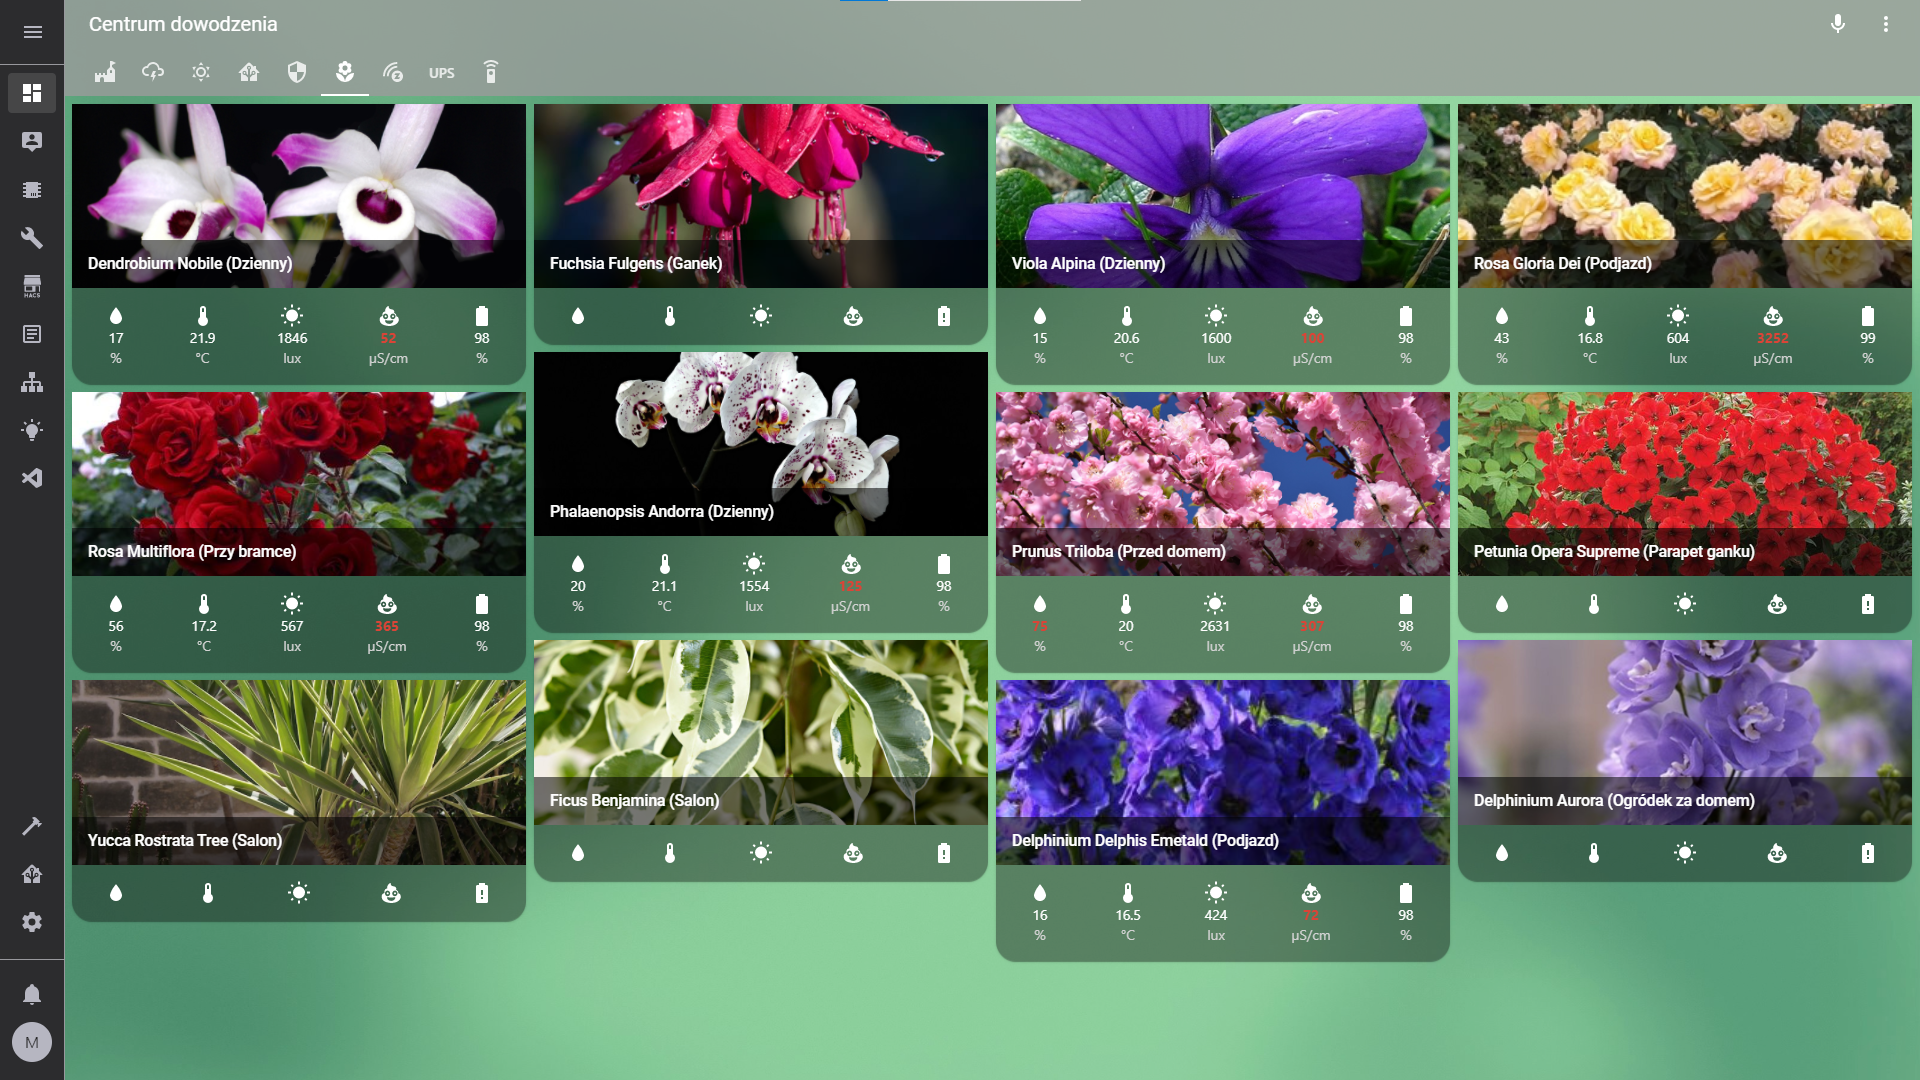 Centrum dowodzenia
UPS
HACS
M
Dendrobium Nobile (Dzienny)
17 21.9 1846 52 98
% °C lux µS/cm %
Rosa Multiflora (Przy bramce)
56 17.2 567 365 98
% °C lux µS/cm %
Yucca Rostrata Tree (Salon)
Fuchsia Fulgens (Ganek)
Phalaenopsis Andorra (Dzienny)
20 21.1 1554 125 98
% °C lux µS/cm %
Ficus Benjamina (Salon)
Viola Alpina (Dzienny)
15 20.6 1600 100 98
% °C lux µS/cm %
Prunus Triloba (Przed domem)
75 20 2631 307 98
% °C lux µS/cm %
Delphinium Delphis Emetald (Podjazd)
16 16.5 424 72 98
% °C lux µS/cm %
Rosa Gloria Dei (Podjazd)
43 16.8 604 3252 99
% °C lux µS/cm %
Petunia Opera Supreme (Parapet ganku)
Delphinium Aurora (Ogródek za domem)